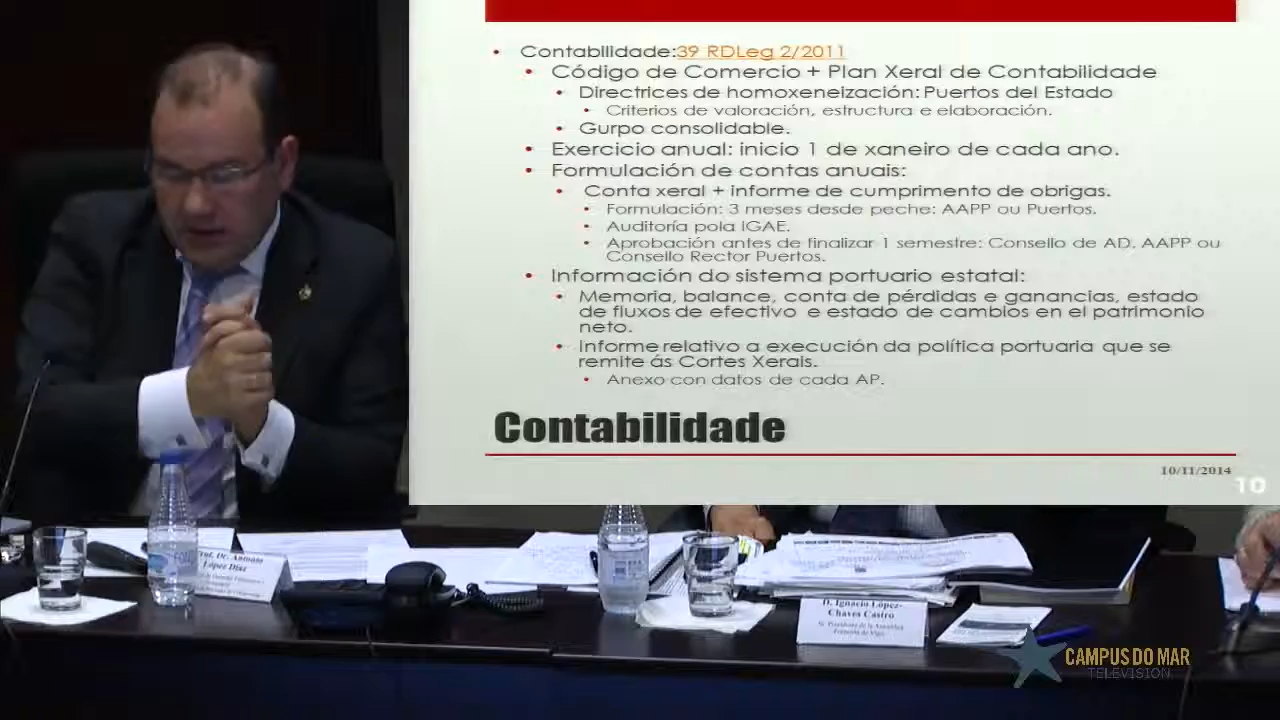 Contabilidade:39 RDLeg 2/2011
Código de Comercio + Plan Xeral de Contabilidade
Directrices de homoxeneización: Puertos del Estado
Criterios de valoración, estructura e elaboración.
Gurpo consolidable.
Exercicio anual: inicio 1 de xaneiro de cada ano.
Formulación de contas anuais:
Conta xeral + informe de cumprimento de obrigas.
Formulación: 3 meses desde peche: AAPP ou Puertos.
Auditoría pola IGAE.
Aprobación antes de finalizar 1 semestre: Consello de AD, AAPP ou
Consello Rector Puertos.
Información do sistema portuario estatal:
Memoria, balance, conta de pérdidas e ganancias, estado
de fluxos de efectivo e estado de cambios en el patrimonio
neto.
Informe relativo a execución da política portuaria que se
remite ás Cortes Xerais.
Anexo con datos de cada AP.
Contabilidade
10/11/2014
10
Prof. Dr. Antonio
López Díaz
D. Ignacio López-
Chaves Castro
CAMPUS DO MAR
TELEVISION